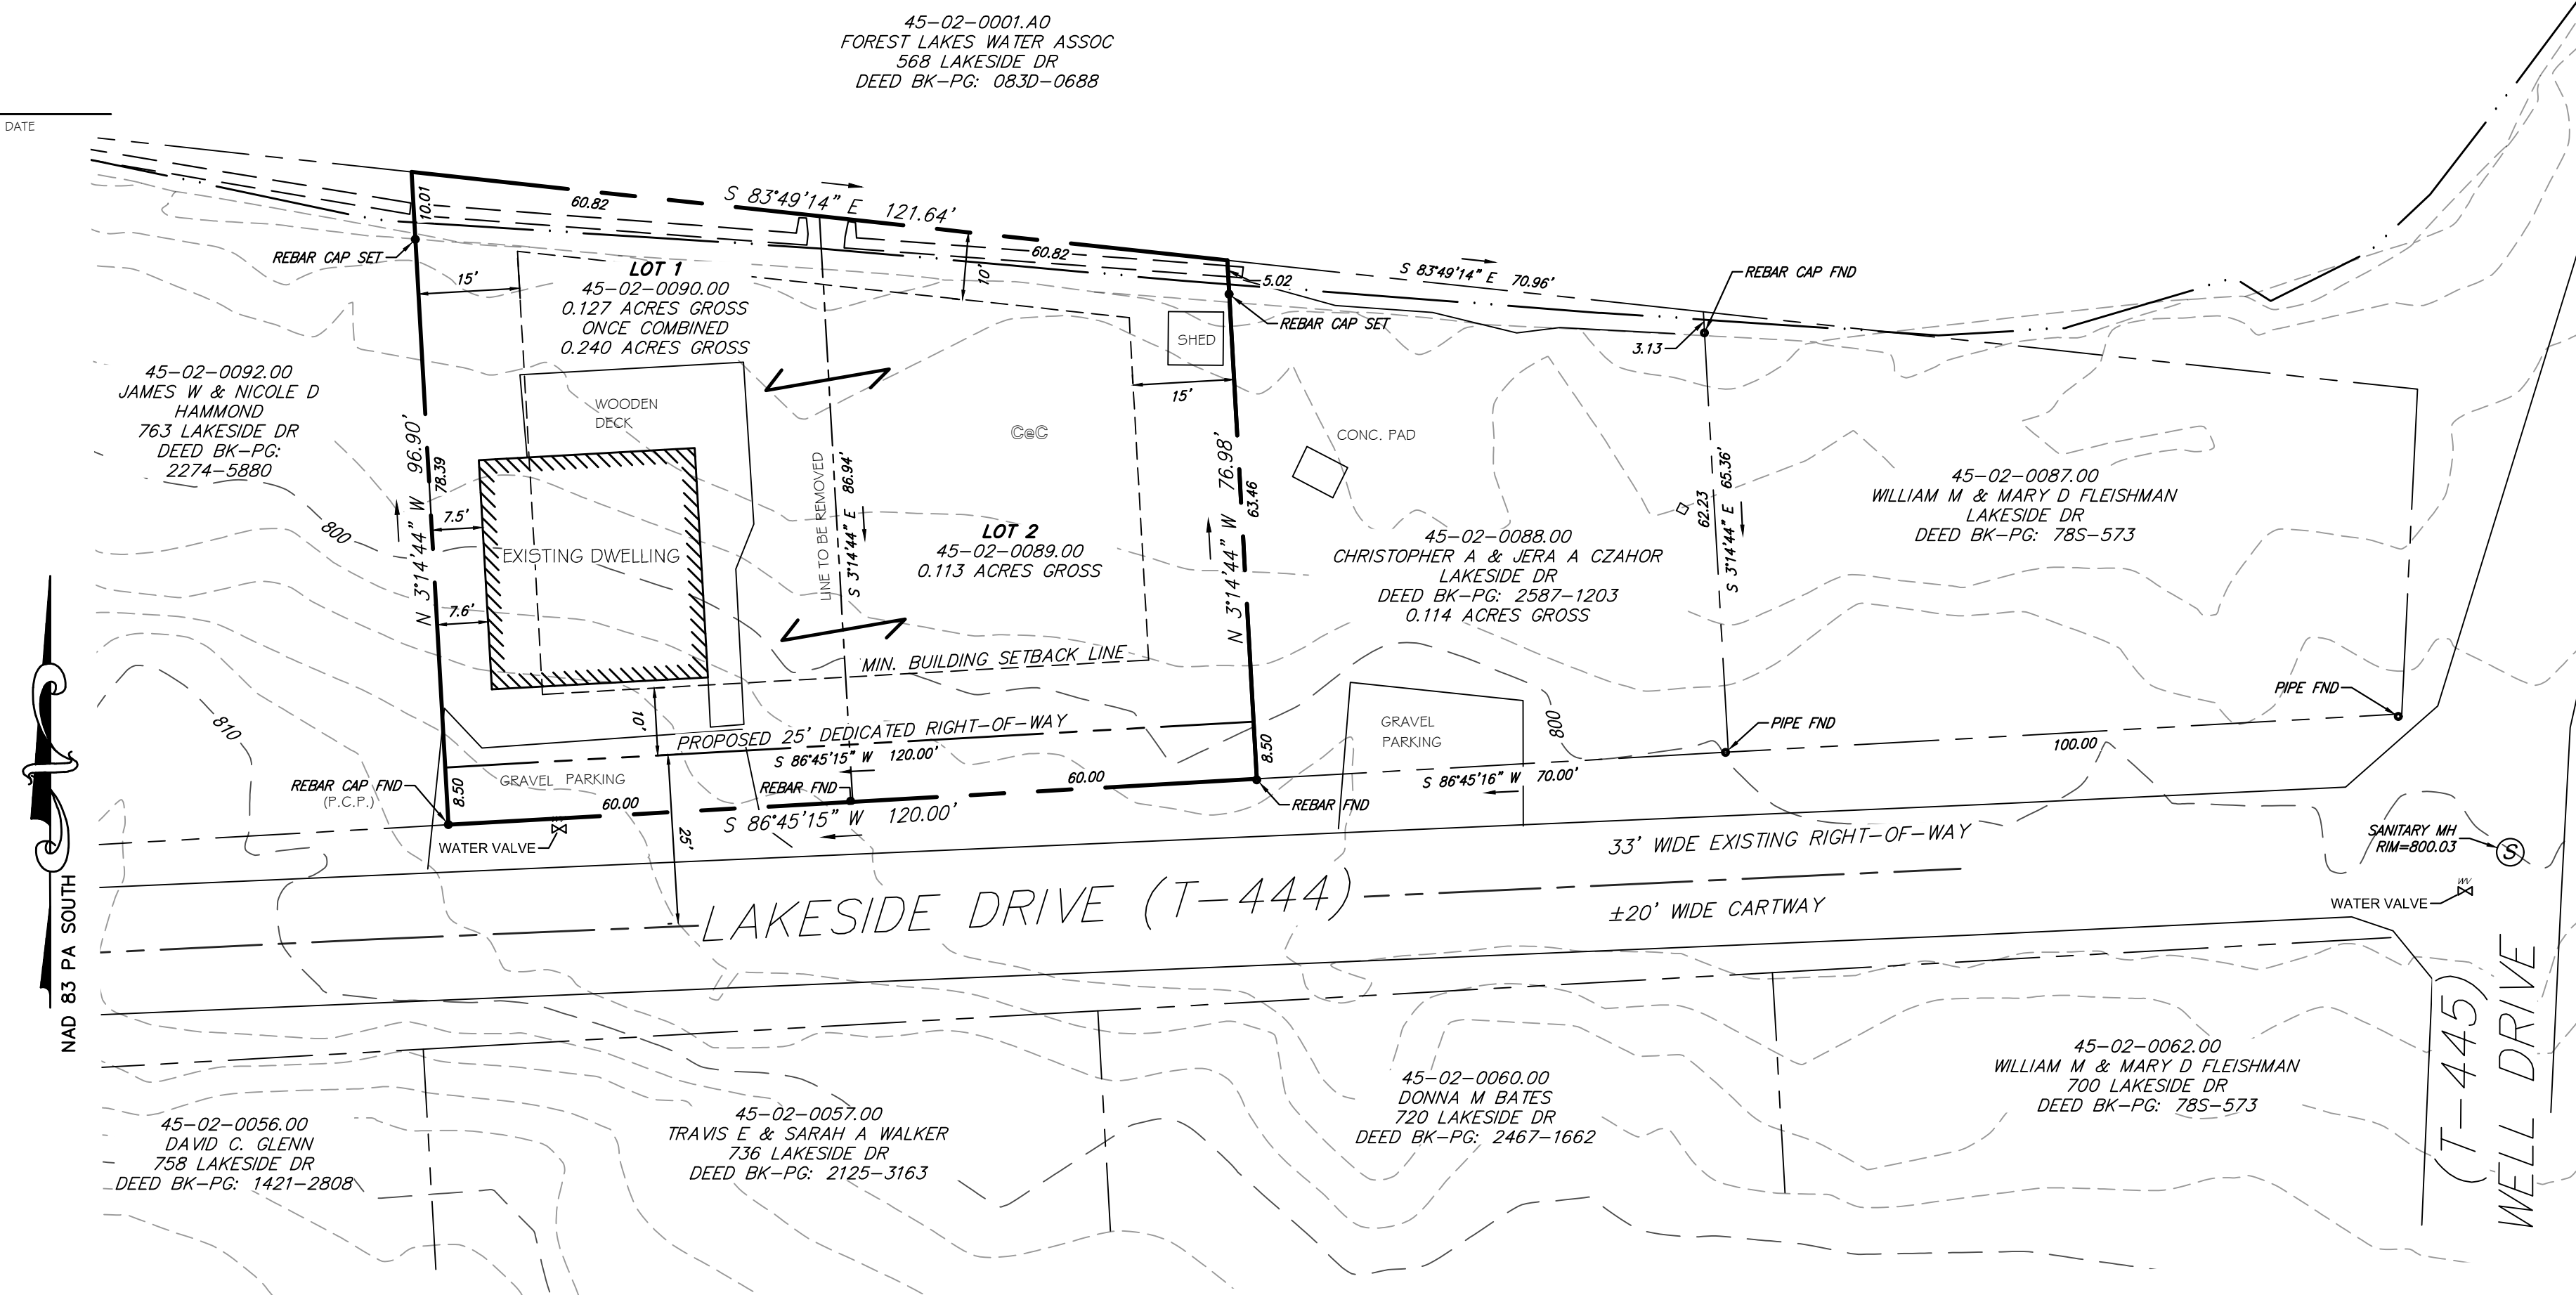 45-02-0001.A0
FOREST LAKES WATER ASSOC
568 LAKESIDE DR
DEED BK-PG: 083D-0688
DATE
10.01
60.82
S 83°49'14" E 121.64'
REBAR CAP SET
15'
LOT 1
45-02-0090.00
0.127 ACRES GROSS
ONCE COMBINED
0.240 ACRES GROSS
10'
60.82
5.02
REBAR CAP SET
S 83°49'14" E 70.96'
REBAR CAP FND
3.13
SHED
15'
45-02-0092.00
JAMES W & NICOLE D
HAMMOND
763 LAKESIDE DR
DEED BK-PG:
2274-5880
WOODEN
DECK
CeC
CONC. PAD
N 3°14'44" W 96.90'
78.39
7.5'
7.6'
800
EXISTING DWELLING
LINE TO BE REMOVED
S 3°14'44" E 86.94'
LOT 2
45-02-0089.00
0.113 ACRES GROSS
N 3°14'44" W 76.98'
63.46
45-02-0088.00
CHRISTOPHER A & JERA A CZAHOR
LAKESIDE DR
DEED BK-PG: 2587-1203
0.114 ACRES GROSS
62.23
S 3°14'44" E 65.36'
45-02-0087.00
WILLIAM M & MARY D FLEISHMAN
LAKESIDE DR
DEED BK-PG: 78S-573
MIN. BUILDING SETBACK LINE
810
10'
PROPOSED 25' DEDICATED RIGHT-OF-WAY
S 86°45'15" W 120.00'
GRAVEL PARKING
REBAR CAP FND
(P.C.P.)
8.50
60.00
REBAR FND
60.00
8.50
REBAR FND
S 86°45'15" W 120.00'
WATER VALVE
25'
GRAVEL
PARKING
800
S 86°45'16" W 70.00'
PIPE FND
100.00
PIPE FND
33' WIDE EXISTING RIGHT-OF-WAY
SANITARY MH
RIM=800.03
S
LAKESIDE DRIVE (T-444)
±20' WIDE CARTWAY
WV
WATER VALVE
NAD 83 PA SOUTH
(T-445)
WELL DRIVE
45-02-0056.00
DAVID C. GLENN
758 LAKESIDE DR
DEED BK-PG: 1421-2808
45-02-0057.00
TRAVIS E & SARAH A WALKER
736 LAKESIDE DR
DEED BK-PG: 2125-3163
45-02-0060.00
DONNA M BATES
720 LAKESIDE DR
DEED BK-PG: 2467-1662
45-02-0062.00
WILLIAM M & MARY D FLEISHMAN
700 LAKESIDE DR
DEED BK-PG: 78S-573